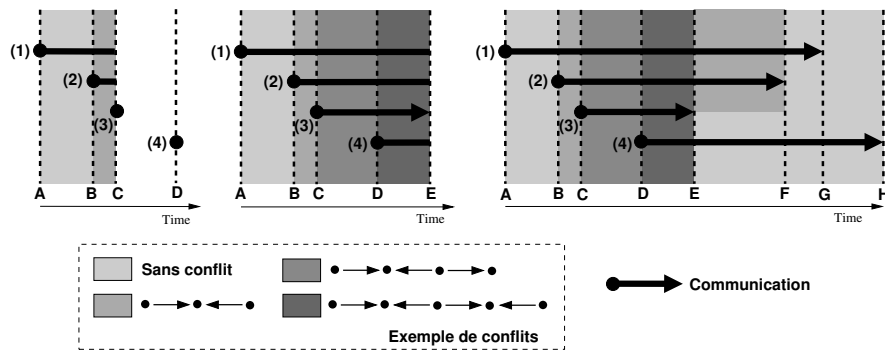 (1) (1) (1)
(2) (2) (2)
(3) (3) (3)
(4) (4) (4)
A B C D A B C D E A B C D E F G H
Time Time Time
Sans conflit
Communication
Exemple de conflits